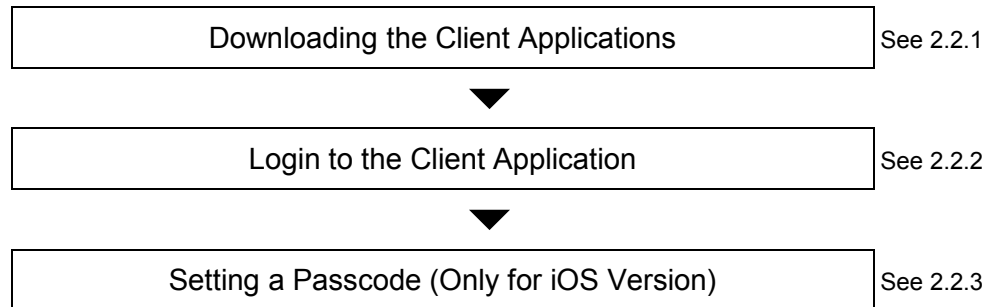 Downloading the Client Applications See 2.2.1
Login to the Client Application See 2.2.2
Setting a Passcode (Only for iOS Version) See 2.2.3